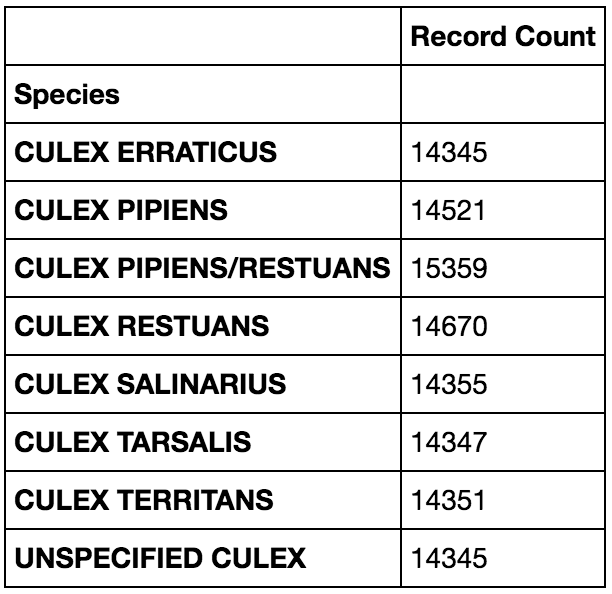 Record Count
Species
CULEX ERRATICUS 14345
CULEX PIPIENS 14521
CULEX PIPIENS/RESTUANS 15359
CULEX RESTUANS 14670
CULEX SALINARIUS 14355
CULEX TARSALIS 14347
CULEX TERRITANS 14351
UNSPECIFIED CULEX 14345